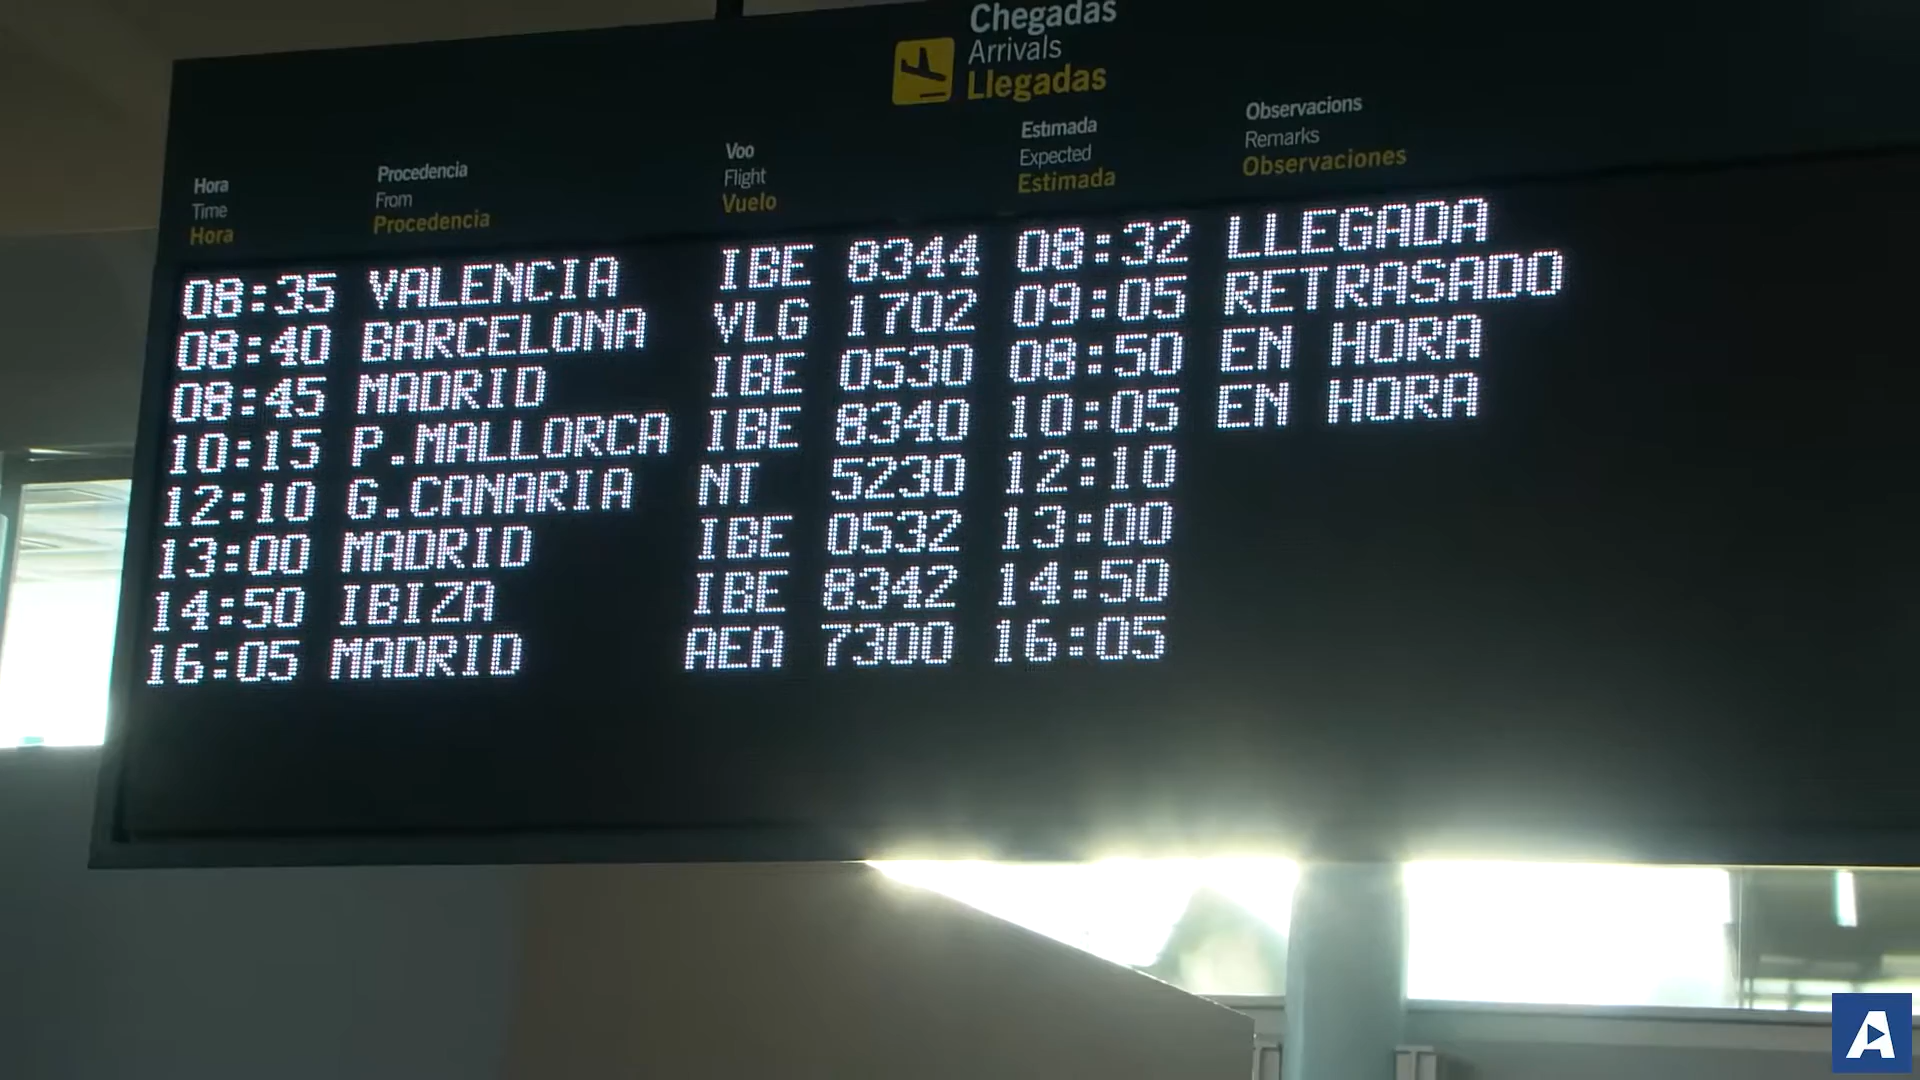 Chegadas
Arrivals
Llegadas
Hora Procedencia Voo Estimada Observacions
Time From Flight Expected Remarks
Hora Procedencia Vuelo Estimada Observaciones
08:35 VALENCIA IBE 8344 08:32 LLEGADA
08:40 BARCELONA VLG 1702 09:05 RETRASADO
08:45 MADRID IBE 0530 08:50 EN HORA
10:15 P.MALLORCA IBE 8340 10:05 EN HORA
12:10 G.CANARIA NT 5230 12:10
13:00 MADRID IBE 0532 13:00
14:50 IBIZA IBE 8342 14:50
16:05 MADRID AEA 7300 16:05
A